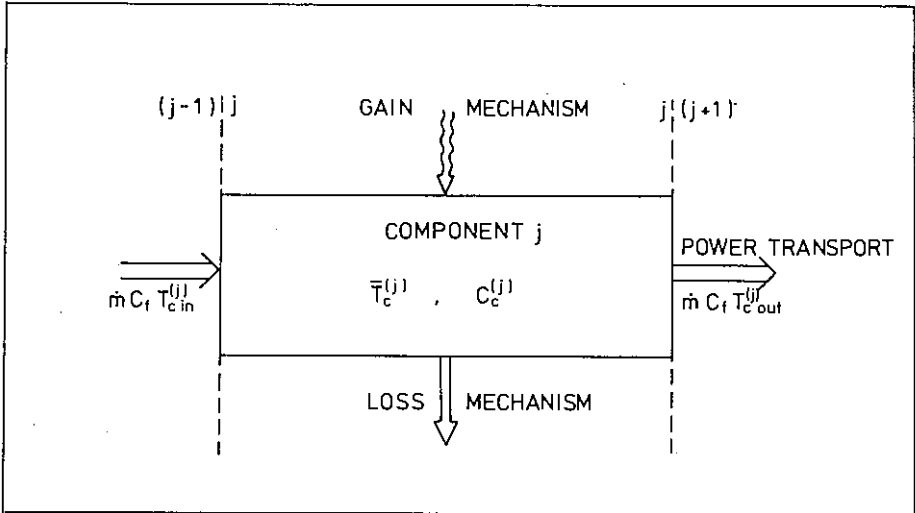 (j-1) j GAIN MECHANISM j (j+1)
COMPONENT j
POWER TRANSPORT
T̅c(j) , Cc(j)
ṁ Cf Tc in(j)
ṁ Cf Tc out(j)
LOSS MECHANISM